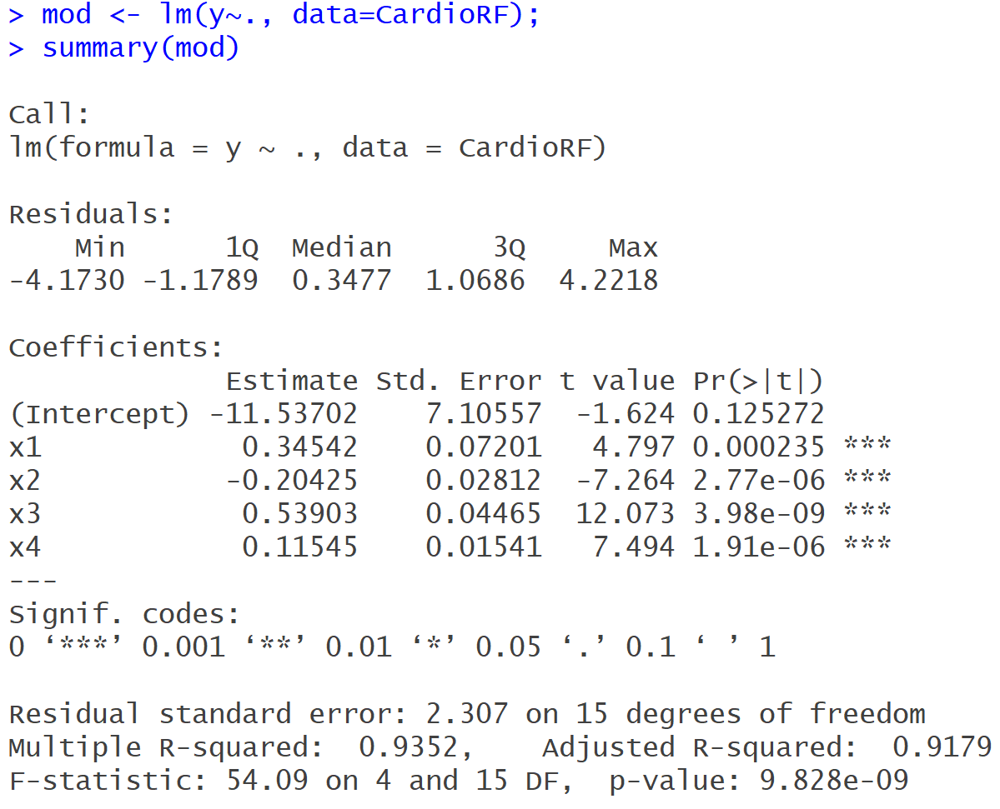 > mod <- lm(y~., data=CardioRF);
> summary(mod)
Call:
lm(formula = y ~ ., data = CardioRF)
Residuals:
    Min      1Q  Median      3Q     Max
-4.1730 -1.1789  0.3477  1.0686  4.2218
Coefficients:
             Estimate Std. Error t value Pr(>|t|)
(Intercept) -11.53702    7.10557  -1.624 0.125272
x1            0.34542    0.07201   4.797 0.000235 ***
x2           -0.20425    0.02812  -7.264 2.77e-06 ***
x3            0.53903    0.04465  12.073 3.98e-09 ***
x4            0.11545    0.01541   7.494 1.91e-06 ***
---
Signif. codes:
0 ‘***’ 0.001 ‘**’ 0.01 ‘*’ 0.05 ‘.’ 0.1 ‘ ’ 1
Residual standard error: 2.307 on 15 degrees of freedom
Multiple R-squared:  0.9352,    Adjusted R-squared:  0.9179
F-statistic: 54.09 on 4 and 15 DF,  p-value: 9.828e-09